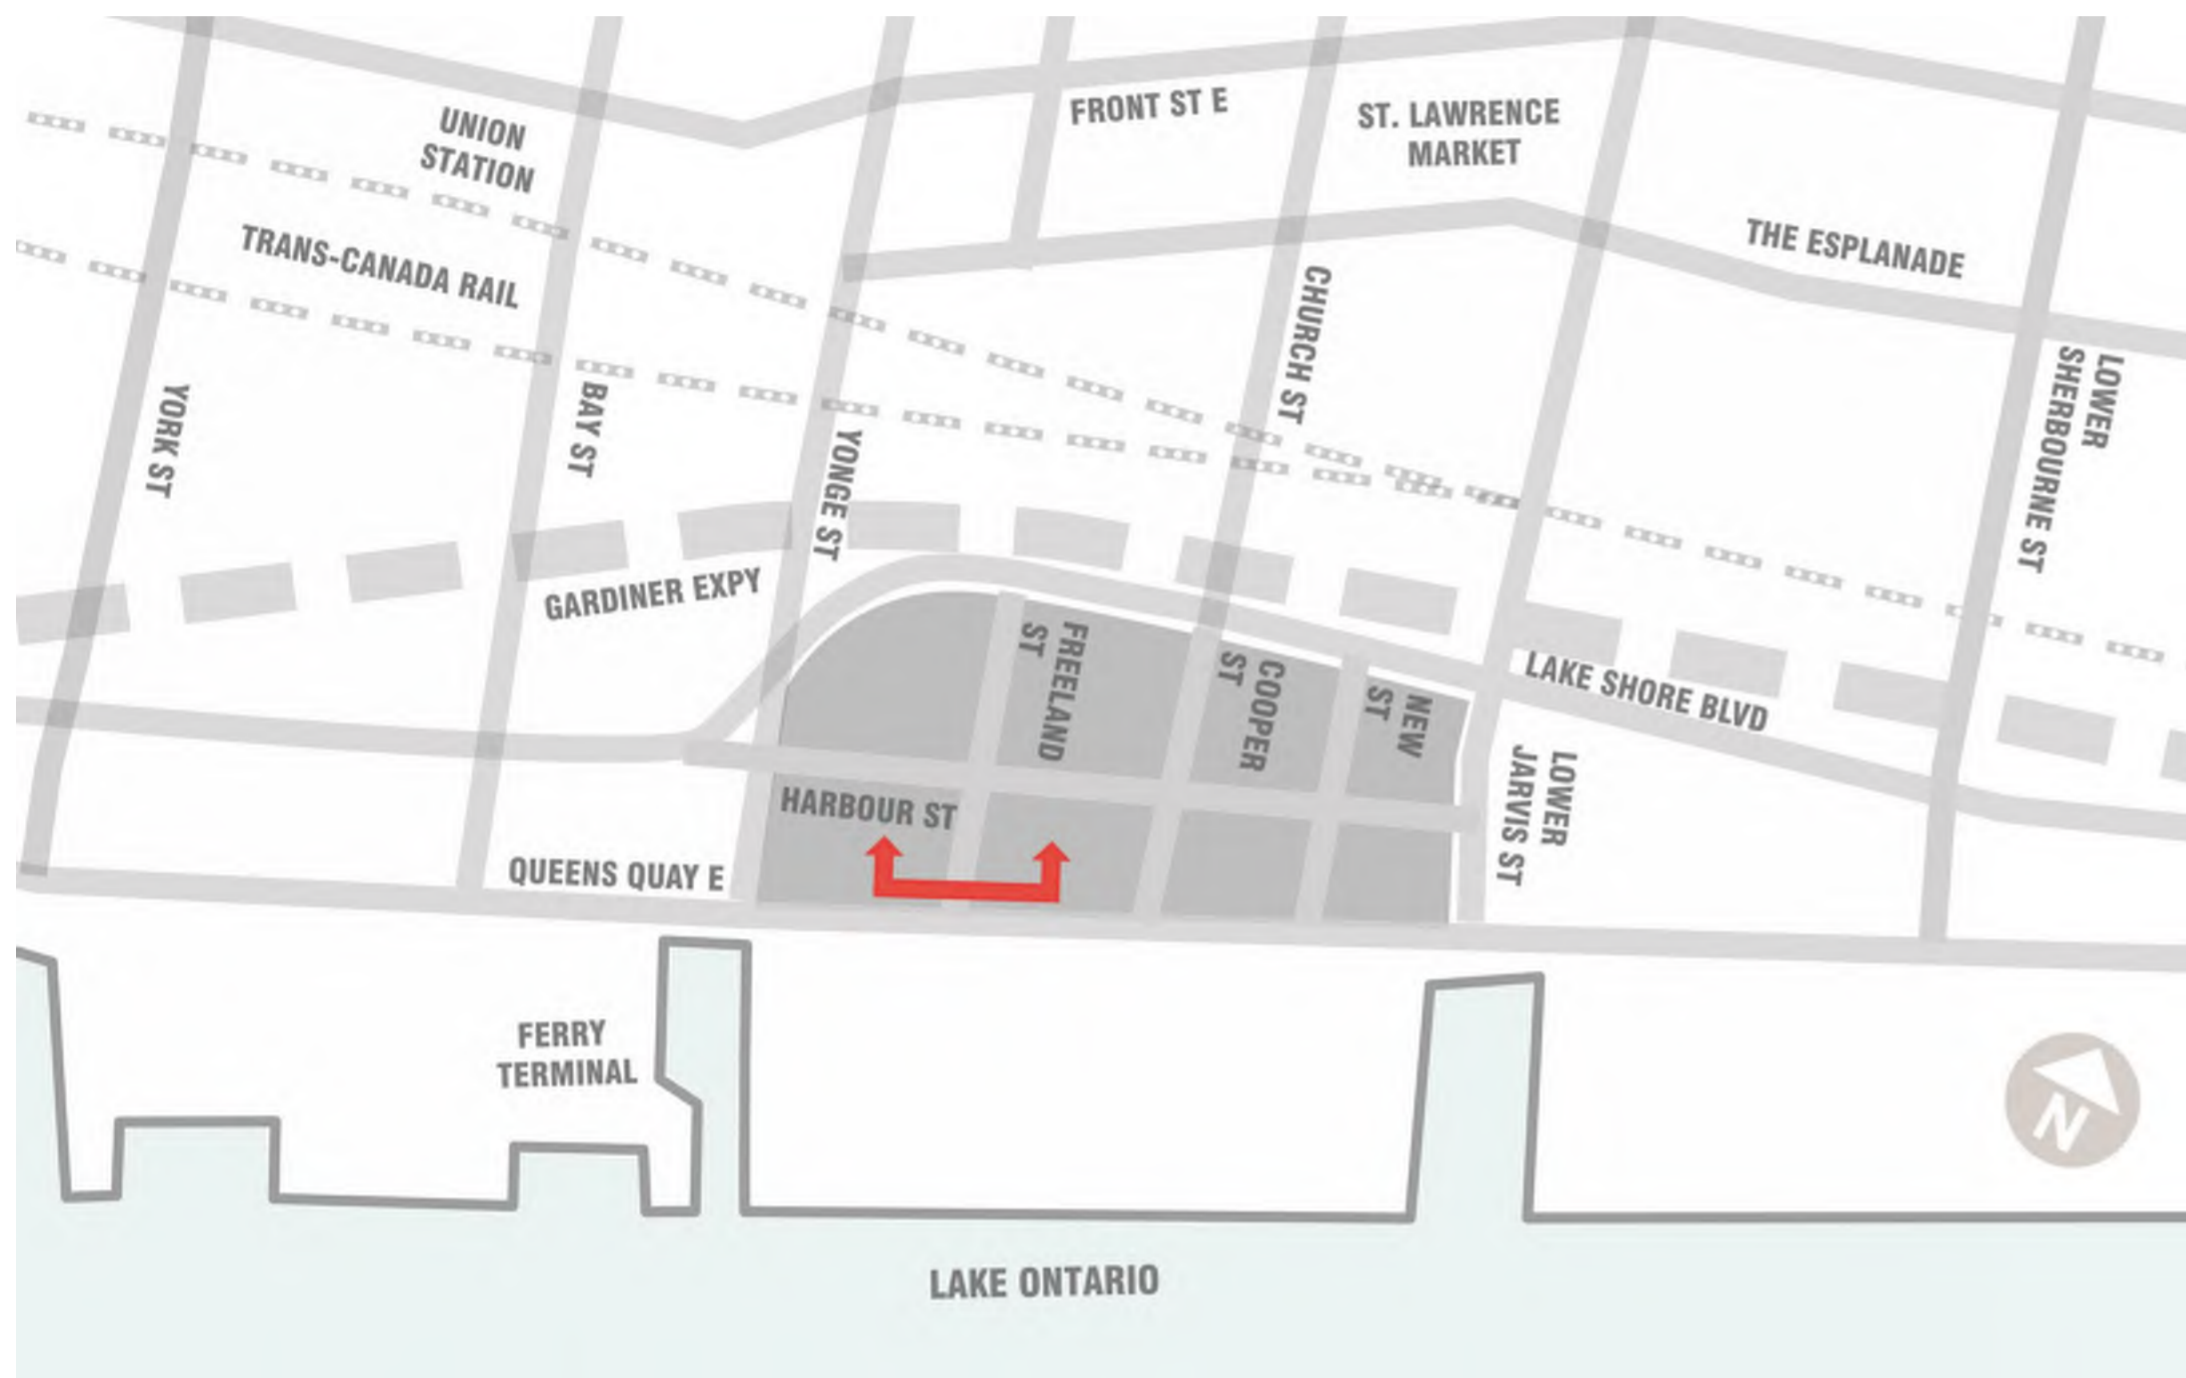 FRONT ST E
ST. LAWRENCE
MARKET
UNION
STATION
TRANS-CANADA RAIL
THE ESPLANADE
CHURCH ST
LOWER
SHERBOURNE ST
YORK ST
BAY ST
YONGE ST
GARDINER EXPY
FREELAND
ST
COOPER
ST
NEW
ST
LAKE SHORE BLVD
LOWER
JARVIS ST
HARBOUR ST
QUEENS QUAY E
FERRY
TERMINAL
N
LAKE ONTARIO